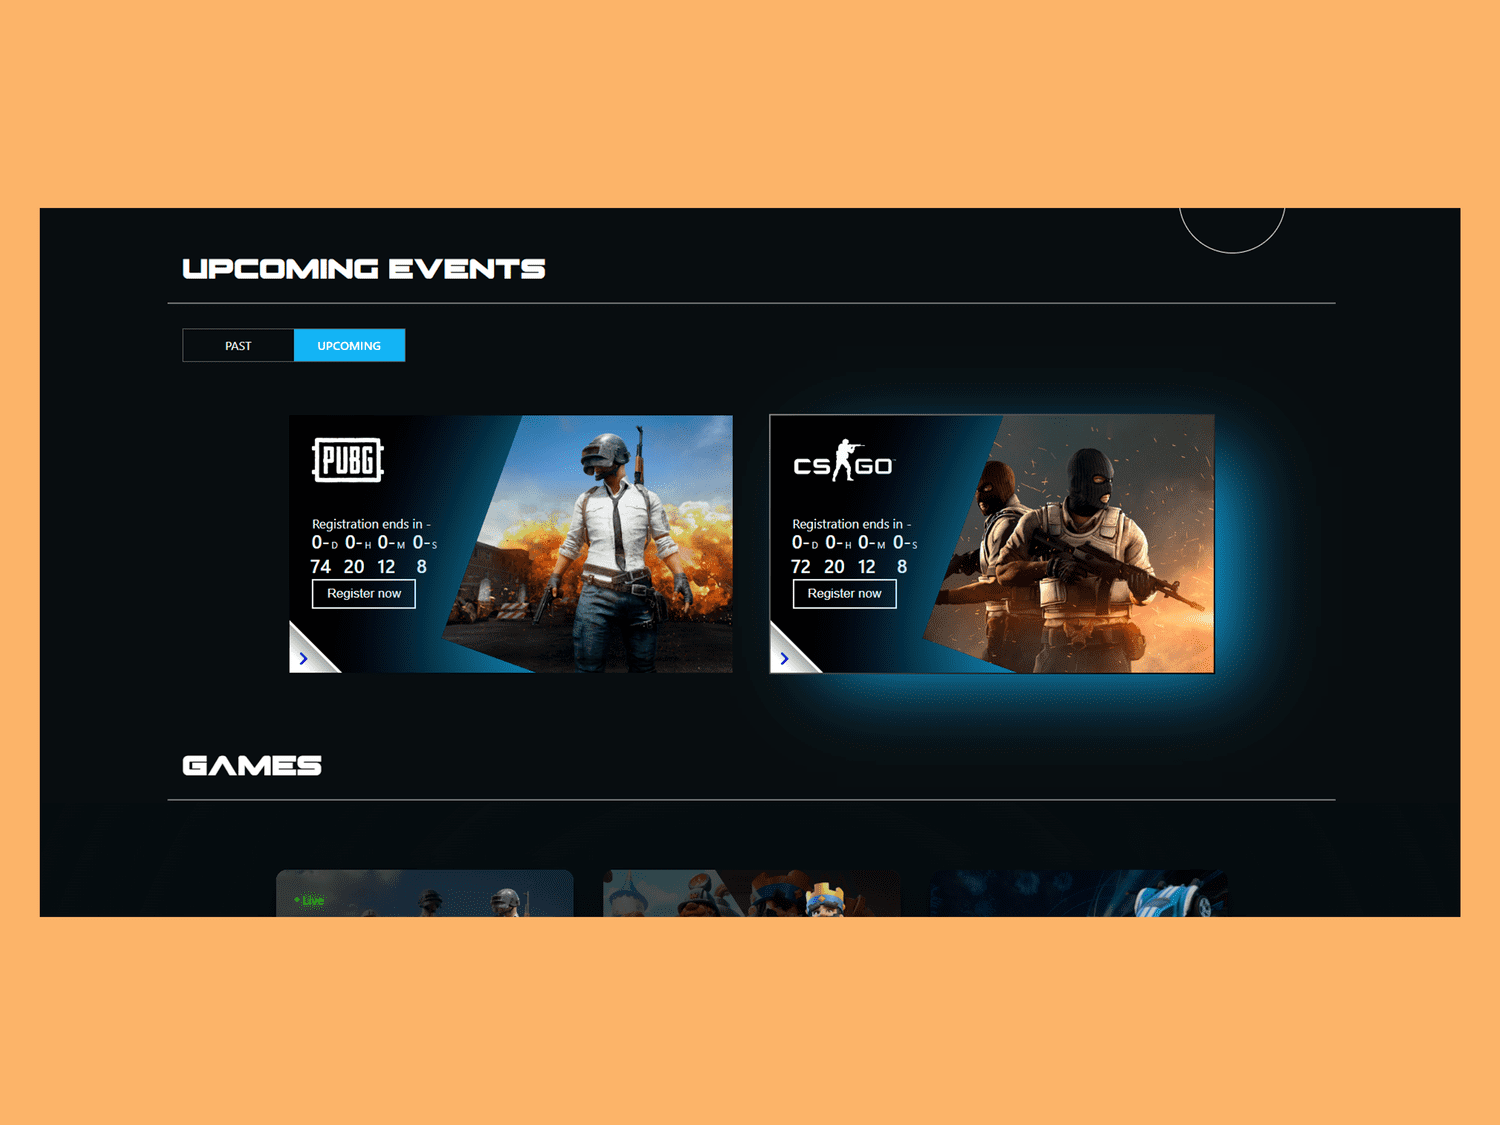 UPCOMING EVENTS
PAST
UPCOMING
PUBG
Registration ends in -
0-D 0-H 0-M 0-S
74 20 12 8
Register now
CS GO
Registration ends in -
0-D 0-H 0-M 0-S
72 20 12 8
Register now
GAMES
• Live